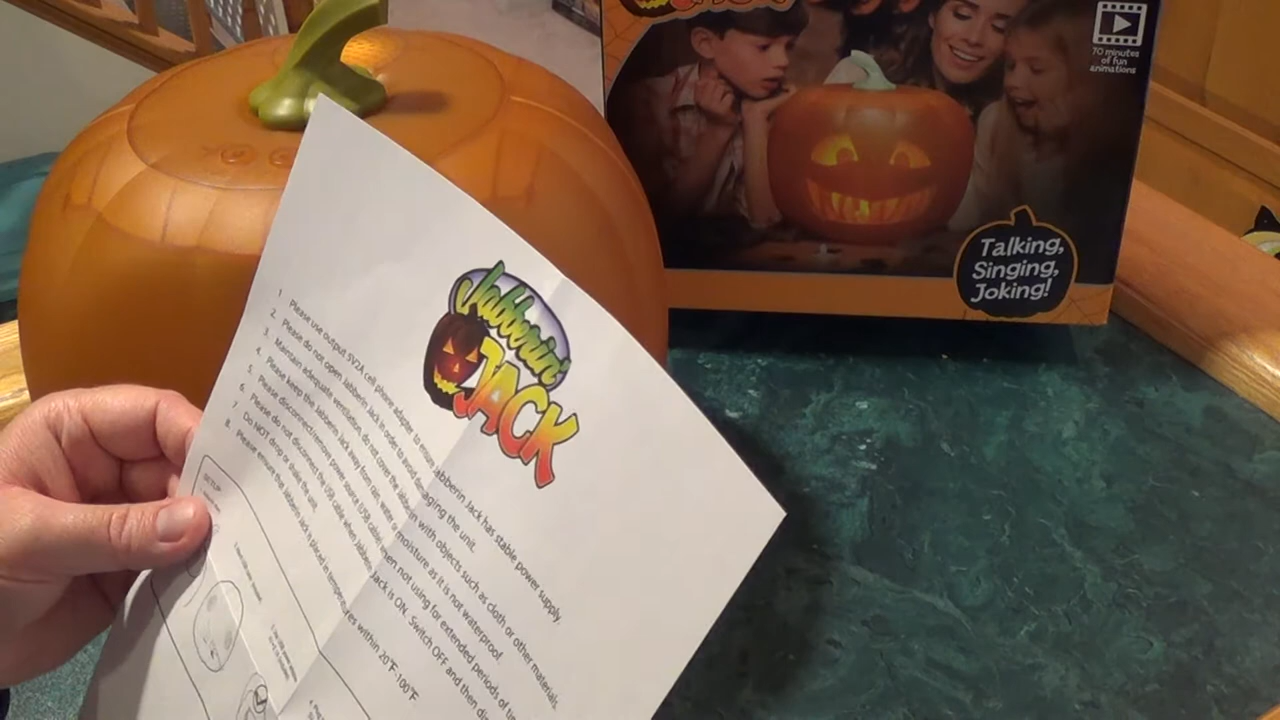 JACK
70 minutes
of fun
animations
Talking,
Singing,
Joking!
Jabberin'
JACK
1 Please use output 5V2A cell phone adapter to ensure Jabberin Jack has stable power supply.
2. Please do not open Jabberin Jack in order to avoid damaging the unit.
3. Maintain adequate ventilation, do not cover the Jabberin with objects such as cloth or other materials.
4. Please keep the Jabberin Jack away from rain, water or moisture as it is not waterproof.
5. Please disconnect/remove power source (USB cable) when not using for extended periods of
6. Please do not disconnect the USB cable when Jabberin Jack is ON. Switch OFF and then
7. Do NOT drop or shake the unit.
8. Please ensure the Jabberin Jack is placed in temperatures within 20°F-100°F
SETUP